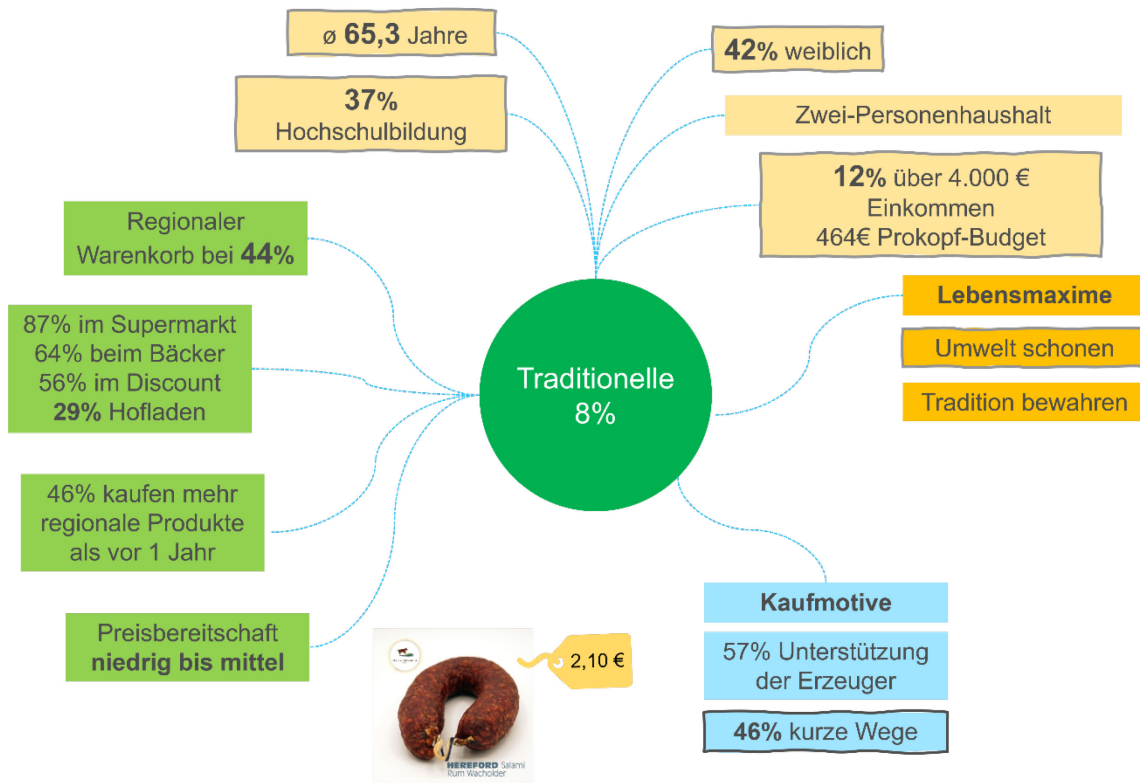 ø 65,3 Jahre
42% weiblich
37%
Hochschulbildung
Zwei-Personenhaushalt
12% über 4.000 €
Einkommen
464€ Prokopf-Budget
Regionaler
Warenkorb bei 44%
87% im Supermarkt
64% beim Bäcker
56% im Discount
29% Hofladen
46% kaufen mehr
regionale Produkte
als vor 1 Jahr
Preisbereitschaft
niedrig bis mittel
Traditionelle
8%
Lebensmaxime
Umwelt schonen
Tradition bewahren
Kaufmotive
57% Unterstützung
der Erzeuger
46% kurze Wege
2,10 €
HEREFORD Salami
Rum Wacholder